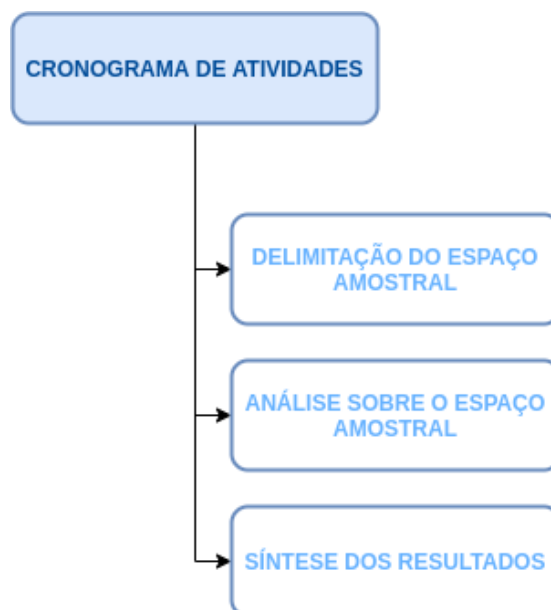 CRONOGRAMA DE ATIVIDADES
DELIMITAÇÃO DO ESPAÇO
AMOSTRAL
ANÁLISE SOBRE O ESPAÇO
AMOSTRAL
SÍNTESE DOS RESULTADOS